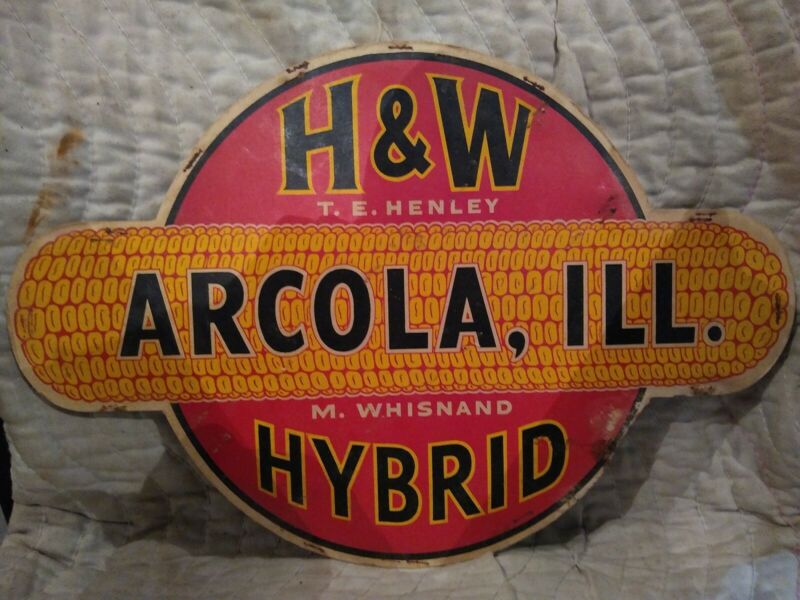 H&W
T. E. HENLEY
ARCOLA, ILL.
M. WHISNAND
HYBRID